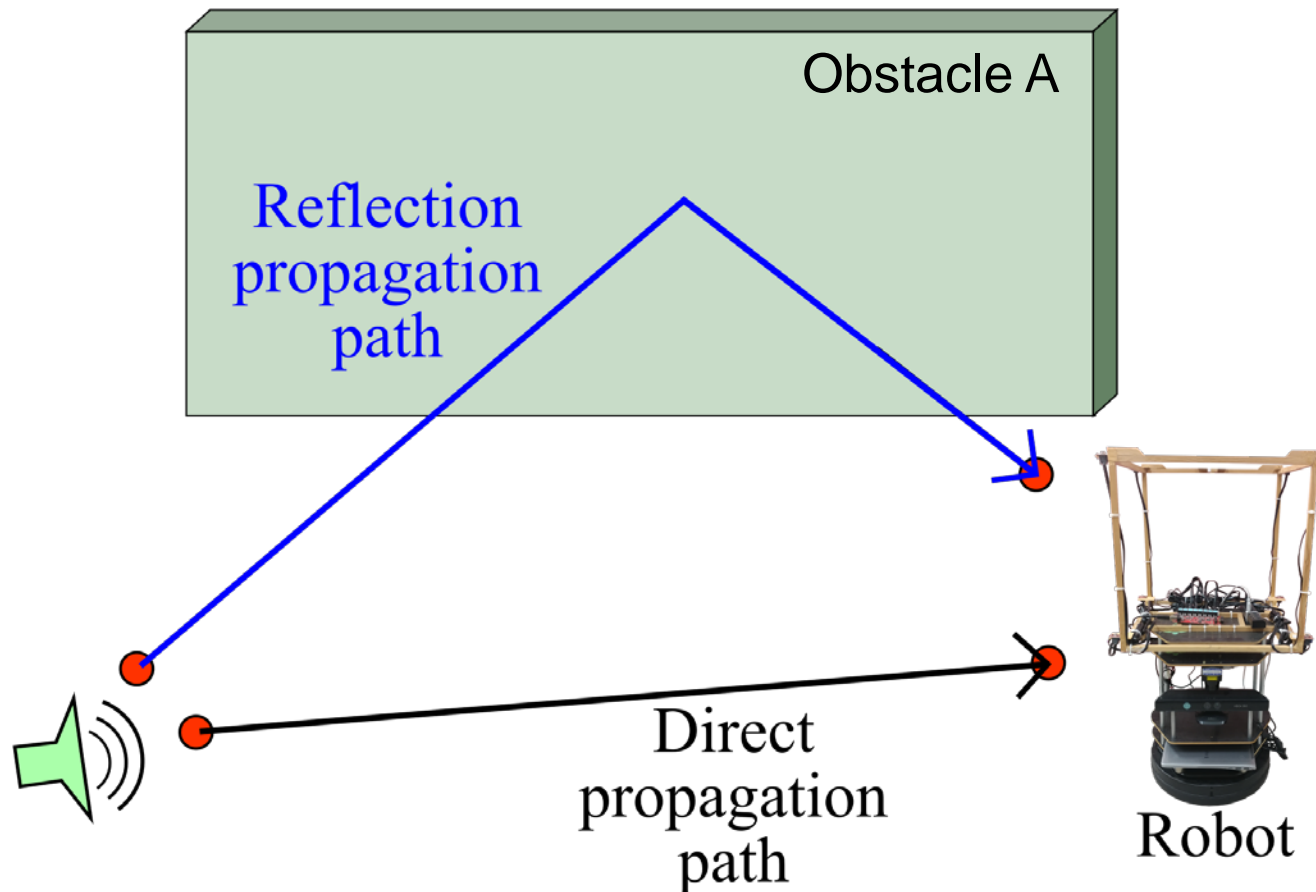 Obstacle A
Reflection
propagation
path
Direct
propagation
path
Robot